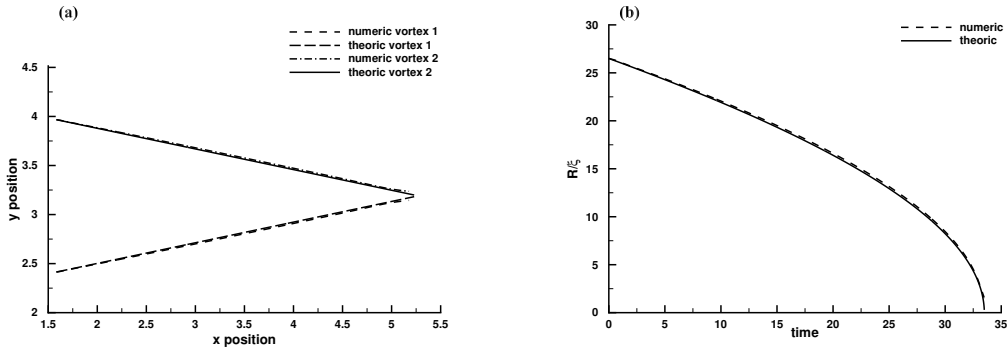 (a)
numeric vortex 1
theoric vortex 1
numeric vortex 2
theoric vortex 2
4.5
4
3.5
3
2.5
2
y position
1.5 2 2.5 3 3.5 4 4.5 5 5.5
x position
(b)
numeric
theoric
30
25
20
15
10
5
0
R/ξ
0 5 10 15 20 25 30 35
time